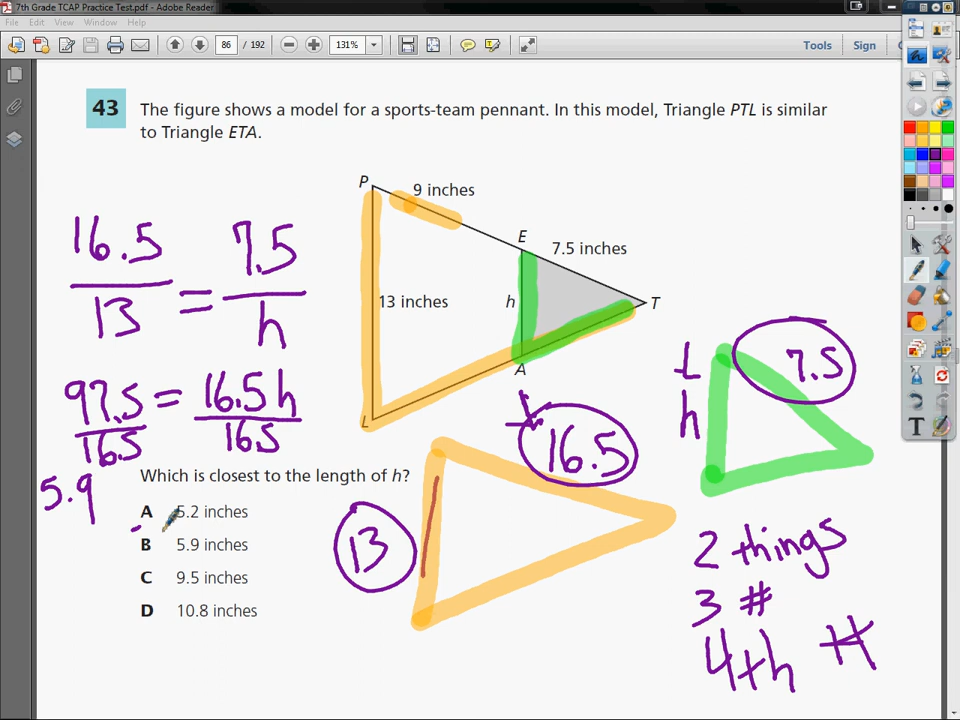 7th Grade TCAP Practice Test.pdf - Adobe Reader
File Edit View Window Help
86 / 192 131% Tools Sign
43 The figure shows a model for a sports-team pennant. In this model, Triangle PTL is similar
to Triangle ETA.
P
9 inches
E
7.5 inches
13 inches
h
T
A
L
16.5
13
=
7.5
h
97.5 = 16.5h
16.5 16.5
5.9
Which is closest to the length of h?
A 5.2 inches
B 5.9 inches
C 9.5 inches
D 10.8 inches
16.5
13
7.5
h
2 things
3 #
4th #
T